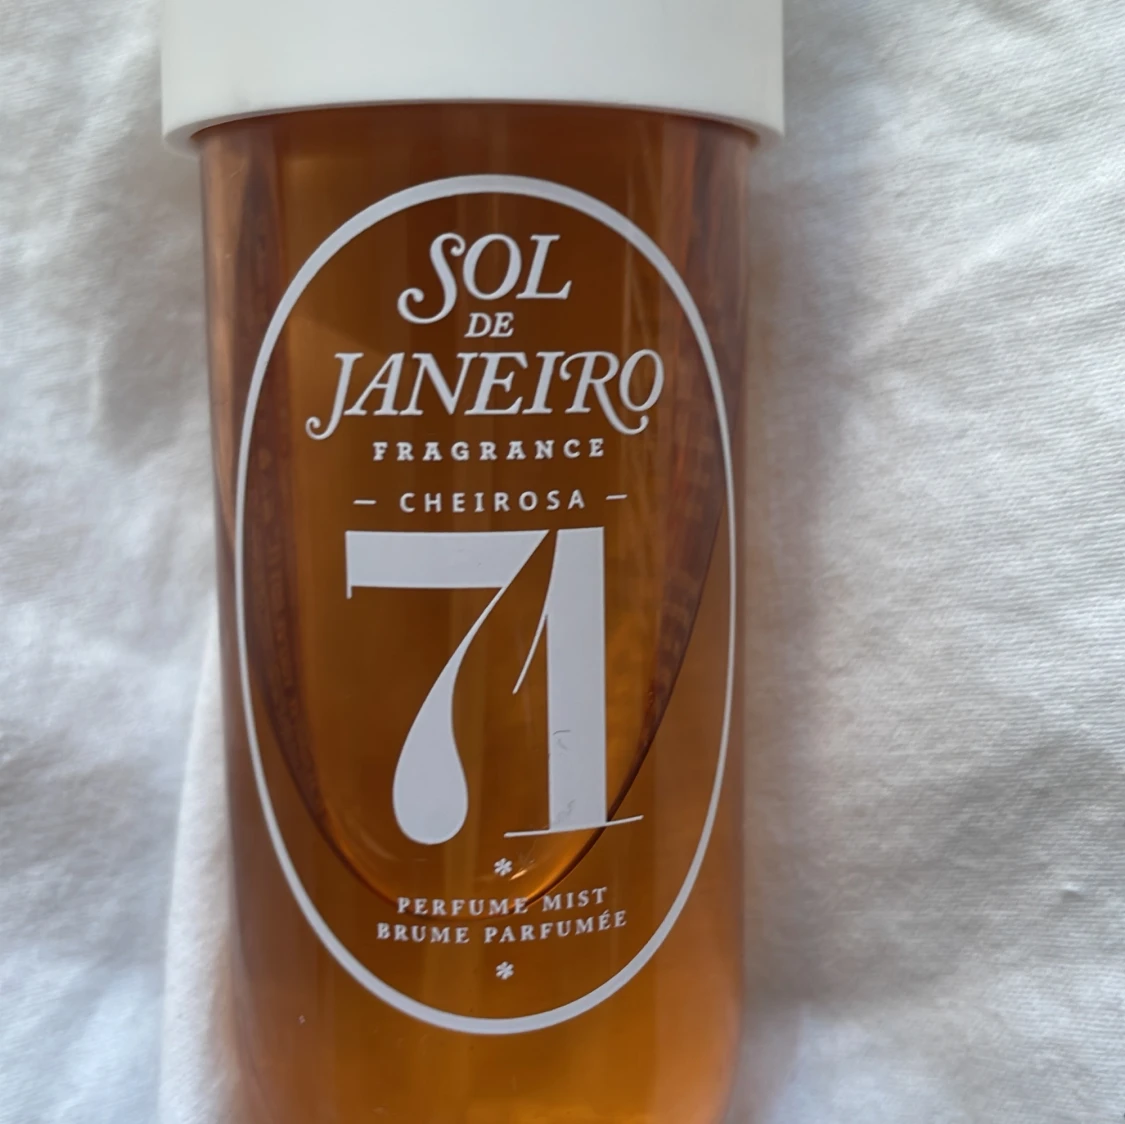 SOL
DE
JANEIRO
FRAGRANCE
— CHEIROSA —
71
*
PERFUME MIST
BRUME PARFUMÉE
*